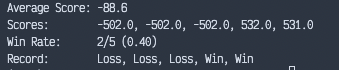 Average Score: -88.6
Scores: -502.0, -502.0, -502.0, 532.0, 531.0
Win Rate: 2/5 (0.40)
Record: Loss, Loss, Loss, Win, Win